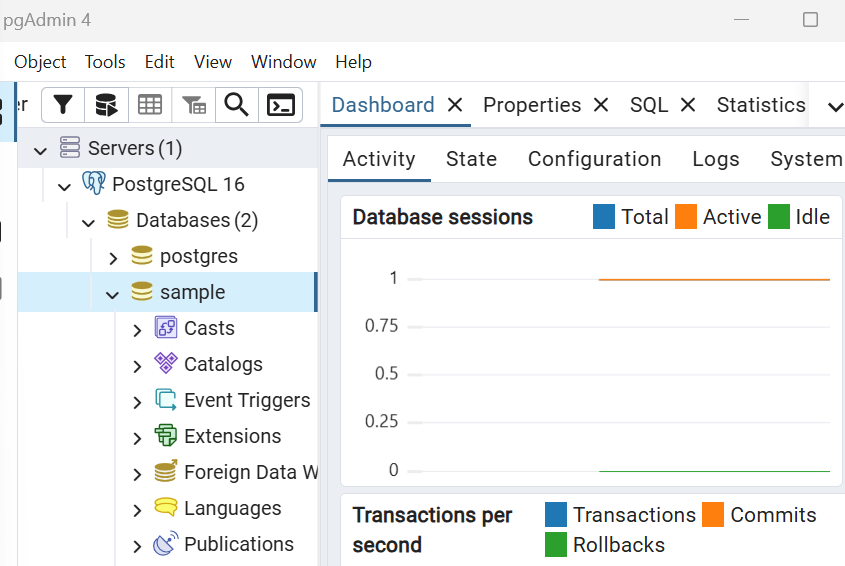 pgAdmin 4
Object Tools Edit View Window Help
er
Dashboard Properties SQL Statistics
Servers (1)
PostgreSQL 16
Databases (2)
postgres
sample
Casts
Catalogs
Event Triggers
Extensions
Foreign Data W
Languages
Publications
Activity State Configuration Logs System
Database sessions Total Active Idle
1
0.75
0.5
0.25
0
Transactions per
second
Transactions Commits
Rollbacks